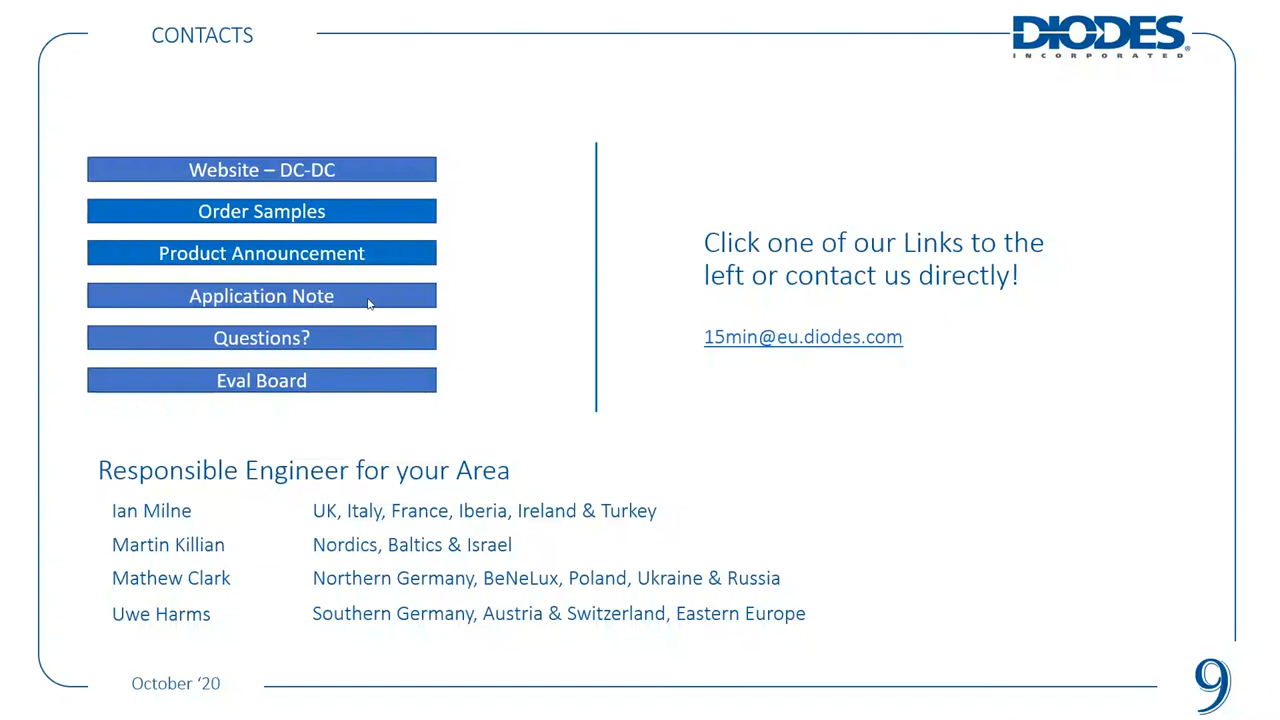 CONTACTS
DIODES
INCORPORATED
Website – DC-DC
Order Samples
Product Announcement
Application Note
Questions?
Eval Board
Click one of our Links to the
left or contact us directly!
15min@eu.diodes.com
Responsible Engineer for your Area
Ian Milne UK, Italy, France, Iberia, Ireland & Turkey
Martin Killian Nordics, Baltics & Israel
Mathew Clark Northern Germany, BeNeLux, Poland, Ukraine & Russia
Uwe Harms Southern Germany, Austria & Switzerland, Eastern Europe
October ‘20
9